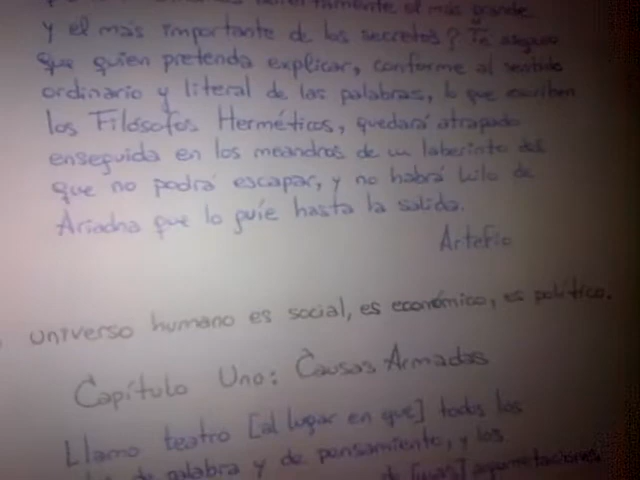 el más grande
y el más importante de los secretos? Te aseguro
que quien pretenda explicar, conforme al sentido
ordinario y literal de las palabras, lo que escriben
los Filósofos Herméticos, quedará atrapado
enseguida en los meandros de un laberinto del
que no podrá escapar, y no habrá hilo de
Ariadna que lo guíe hasta la salida.
Artefio
universo humano es social, es económico, es político.
Capítulo Uno: Causas Armadas
Llamo teatro [al lugar en que] todos los
de palabra y de pensamiento, y los